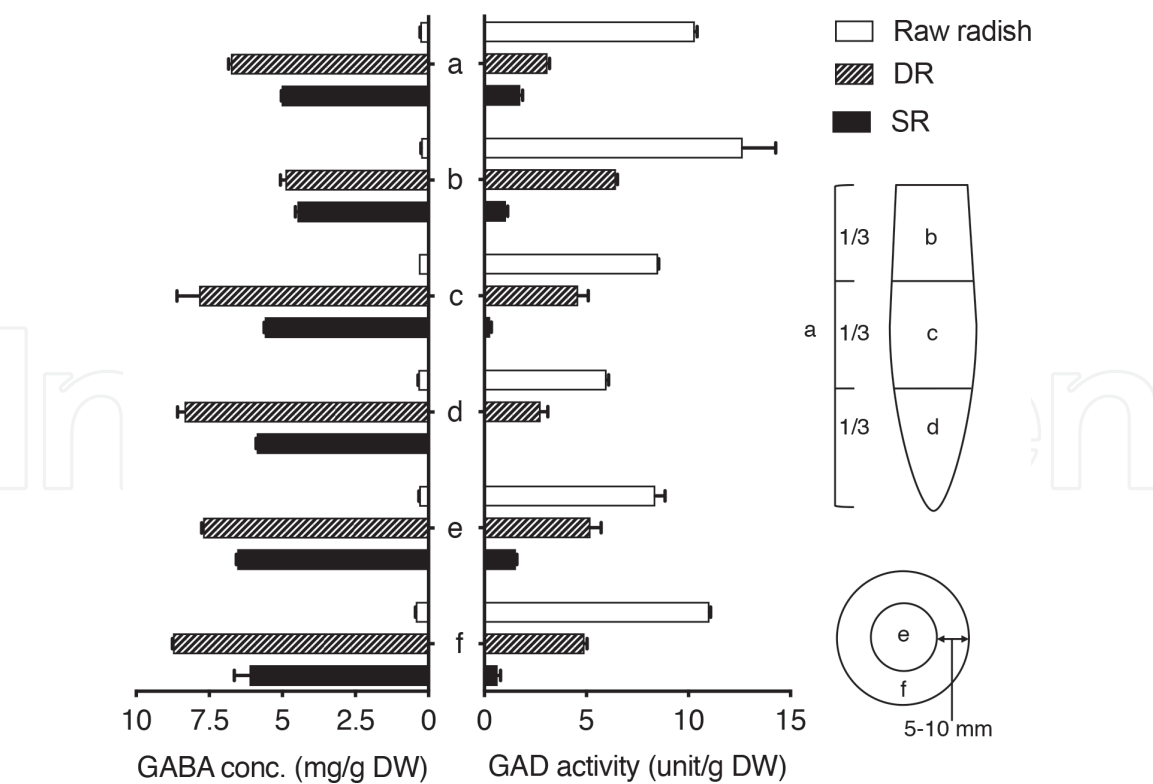 Raw radish
DR
SR
a
b
c
d
e
f
10 7.5 5 2.5 0
0 5 10 15
GABA conc. (mg/g DW)
GAD activity (unit/g DW)
a
1/3 b
1/3 c
1/3 d
e
f
5-10 mm